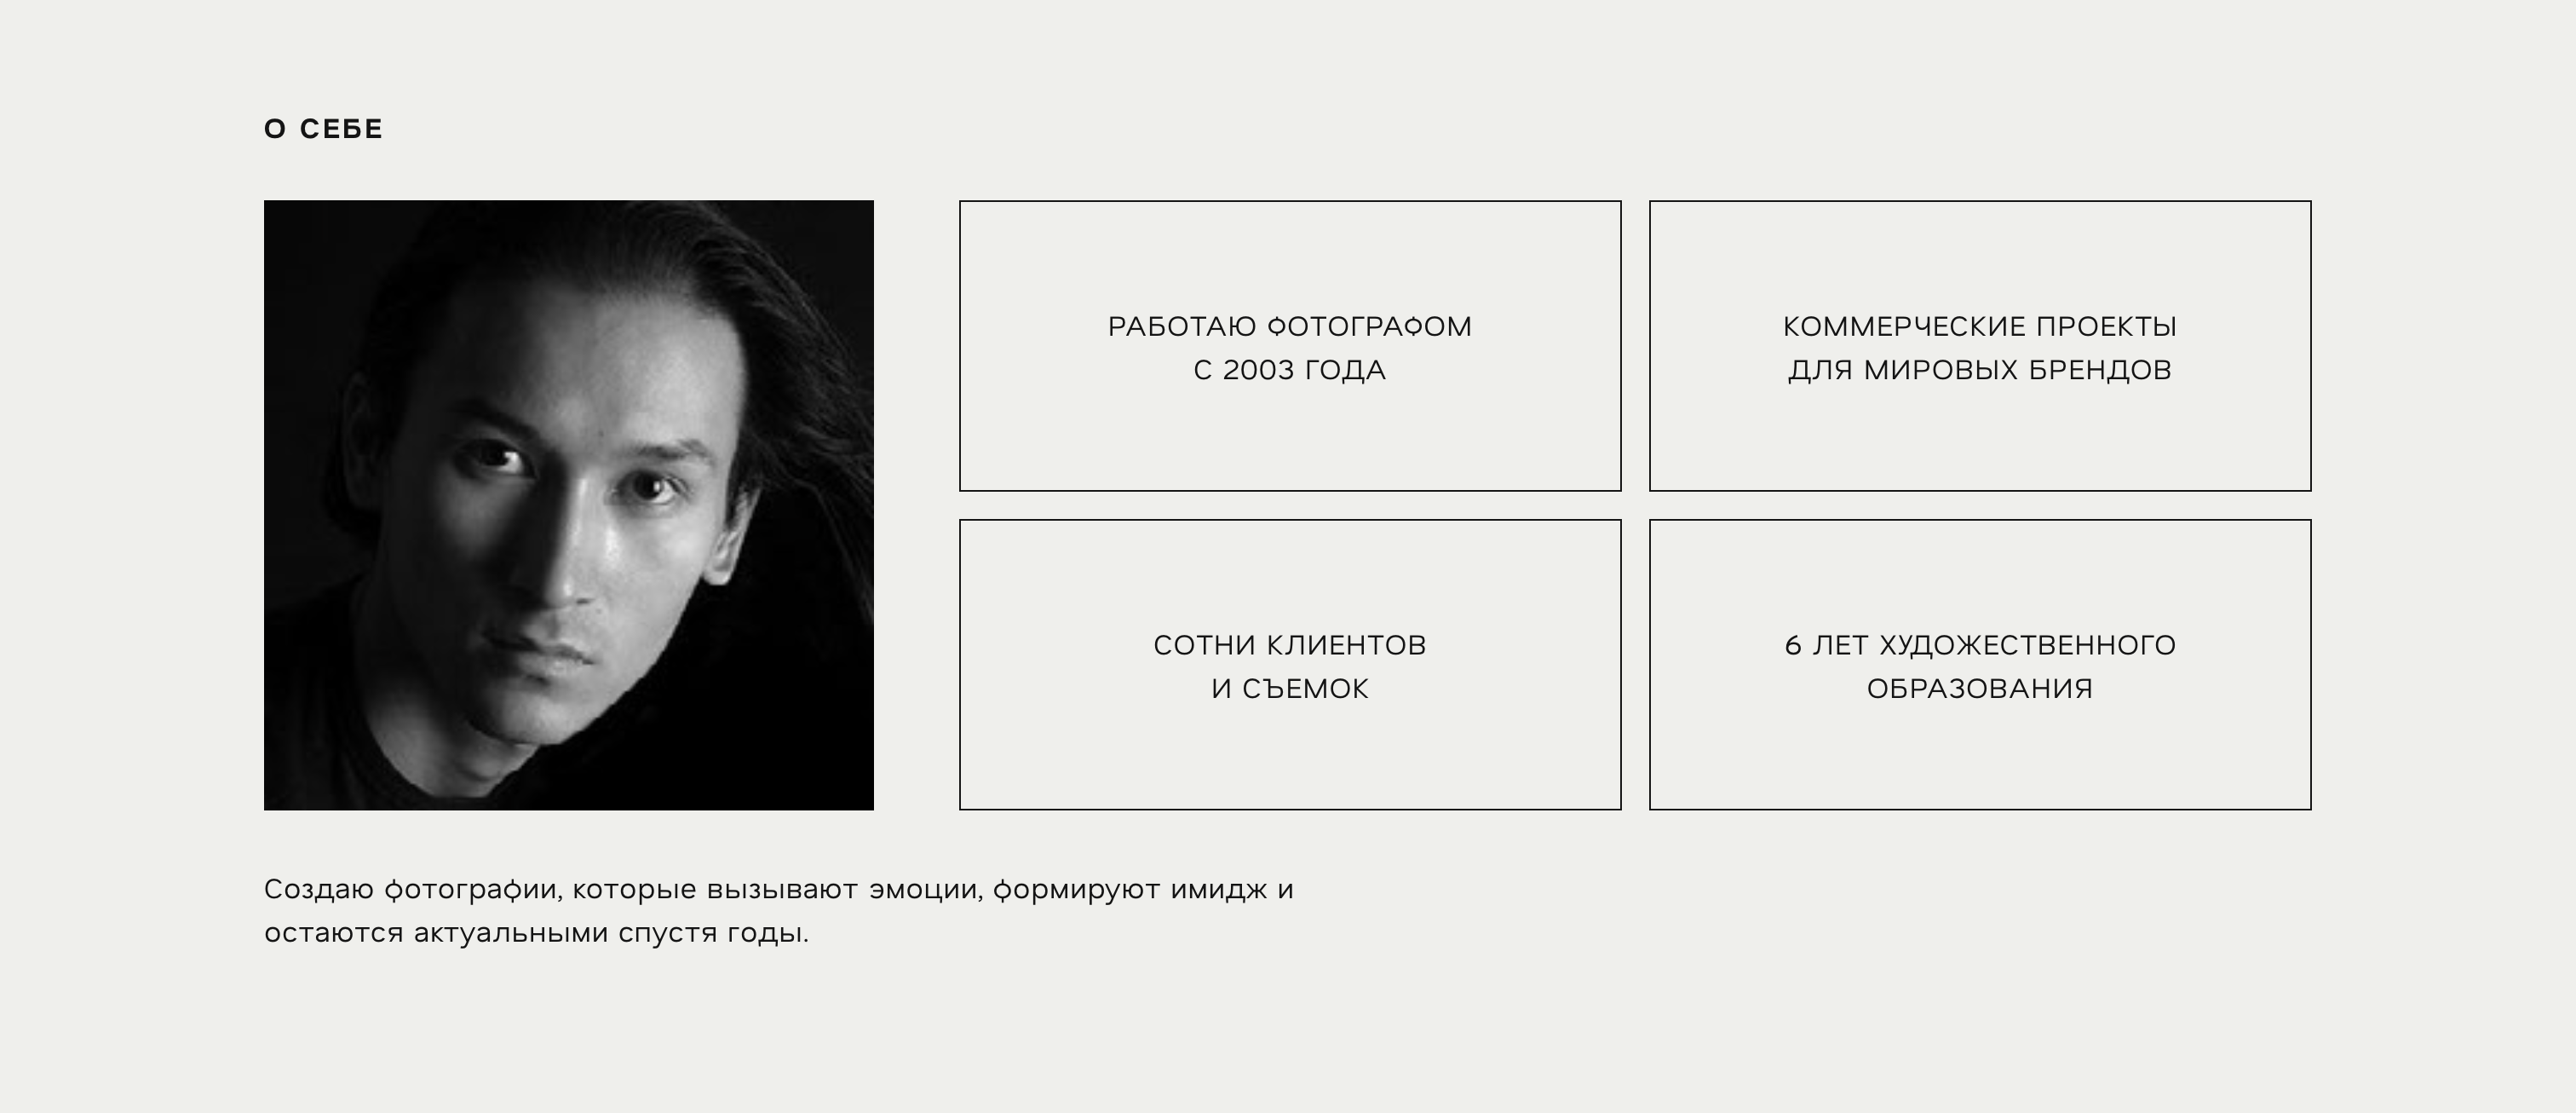 О СЕБЕ
РАБОТАЮ ФОТОГРАФОМ
С 2003 ГОДА
КОММЕРЧЕСКИЕ ПРОЕКТЫ
ДЛЯ МИРОВЫХ БРЕНДОВ
СОТНИ КЛИЕНТОВ
И СЪЕМОК
6 ЛЕТ ХУДОЖЕСТВЕННОГО
ОБРАЗОВАНИЯ
Создаю фотографии, которые вызывают эмоции, формируют имидж и
остаются актуальными спустя годы.